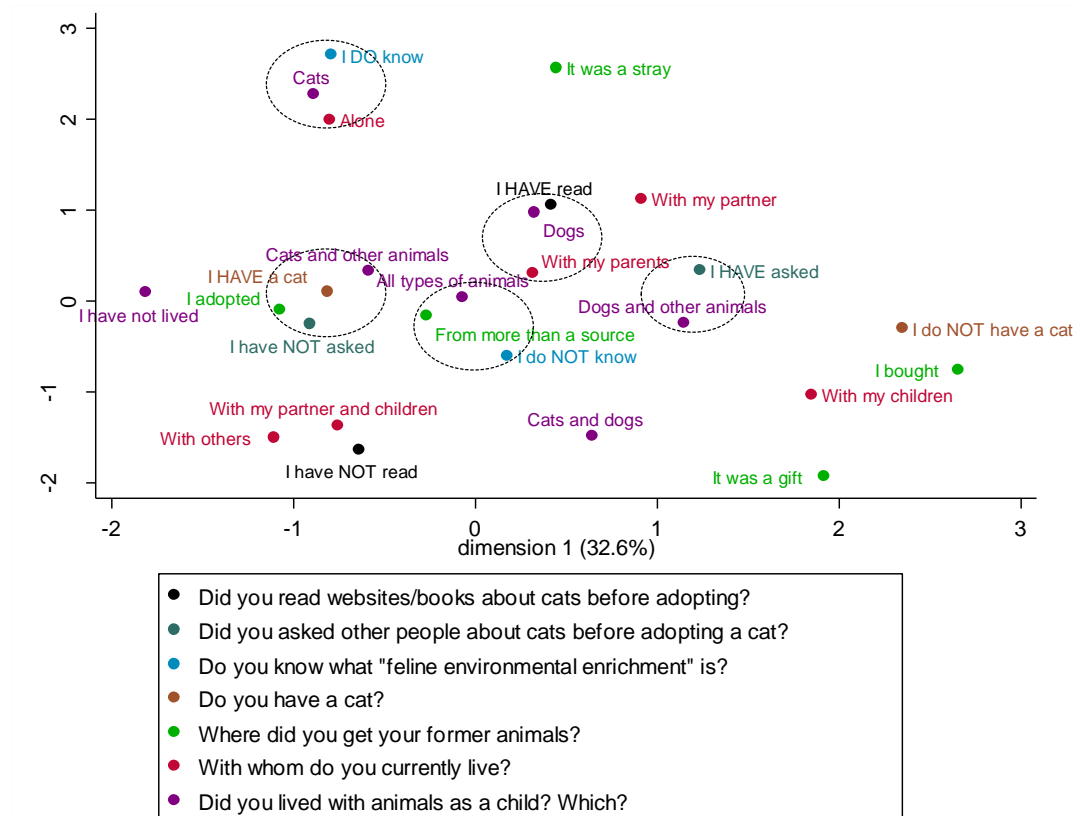 3
I DO know
It was a stray
Cats
2
Alone
I HAVE read
With my partner
1
Dogs
Cats and other animals
With my parents
I HAVE asked
I HAVE a cat
All types of animals
I adopted
Dogs and other animals
0
I have not lived
From more than a source
I do NOT have a cat
I have NOT asked
I do NOT know
I bought
-1
With my children
With my partner and children
Cats and dogs
With others
I have NOT read
It was a gift
-2
-2 -1 0 1 2 3
dimension 1 (32.6%)
Did you read websites/books about cats before adopting?
Did you asked other people about cats before adopting a cat?
Do you know what "feline environmental enrichment" is?
Do you have a cat?
Where did you get your former animals?
With whom do you currently live?
Did you lived with animals as a child? Which?